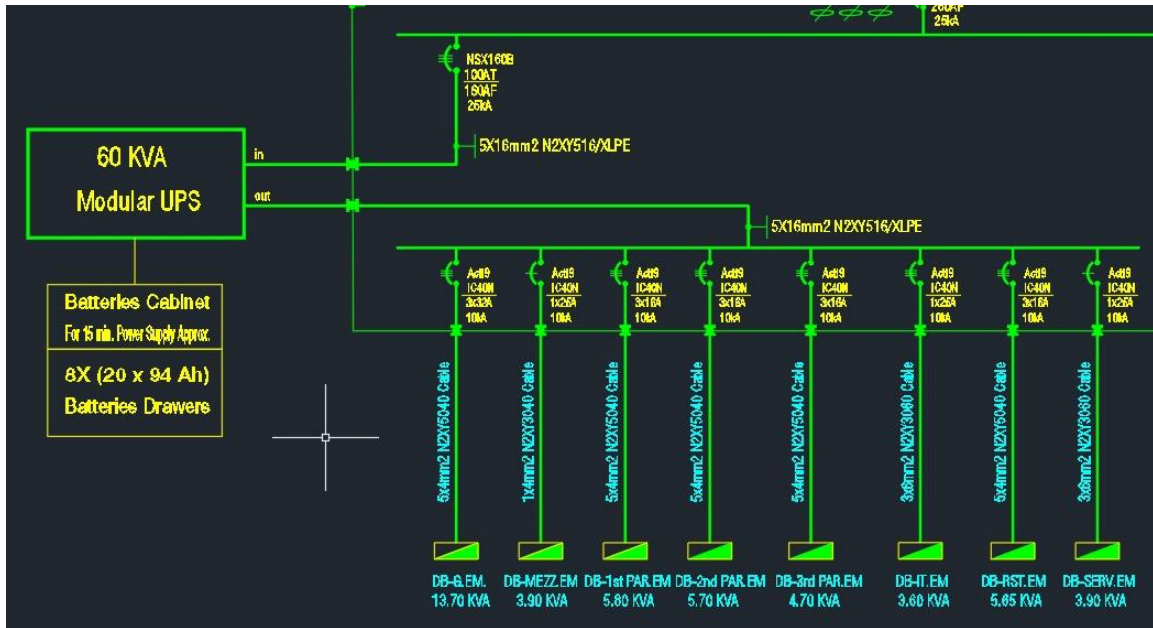 260AF
25kA
NSX160B
100AT
160AF
25kA
5X16mm2 N2XY516/XLPE
60 KVA
Modular UPS
in
out
5X16mm2 N2XY516/XLPE
Batteries Cabinet
For 15 min. Power Supply Approx.
8X (20 x 94 Ah)
Batteries Drawers
Acti9
IC40N
3x32A
10kA
Acti9
IC40N
1x25A
10kA
Acti9
IC40N
3x16A
10kA
Acti9
IC40N
3x16A
10kA
Acti9
IC40N
3x16A
10kA
Acti9
IC40N
1x25A
10kA
Acti9
IC40N
3x16A
10kA
Acti9
IC40N
1x25A
10kA
5x4mm2 N2XY5040 Cable
1x4mm2 N2XY3040 Cable
5x4mm2 N2XY5040 Cable
5x4mm2 N2XY5040 Cable
5x4mm2 N2XY5040 Cable
3x6mm2 N2XY3060 Cable
5x4mm2 N2XY5040 Cable
3x6mm2 N2XY3060 Cable
DB-G.EM.
13.70 KVA
DB-MEZZ.EM
3.90 KVA
DB-1st PAR.EM
5.80 KVA
DB-2nd PAR.EM
5.70 KVA
DB-3rd PAR.EM
4.70 KVA
DB-IT.EM
3.60 KVA
DB-RST.EM
5.65 KVA
DB-SERV.EM
3.90 KVA